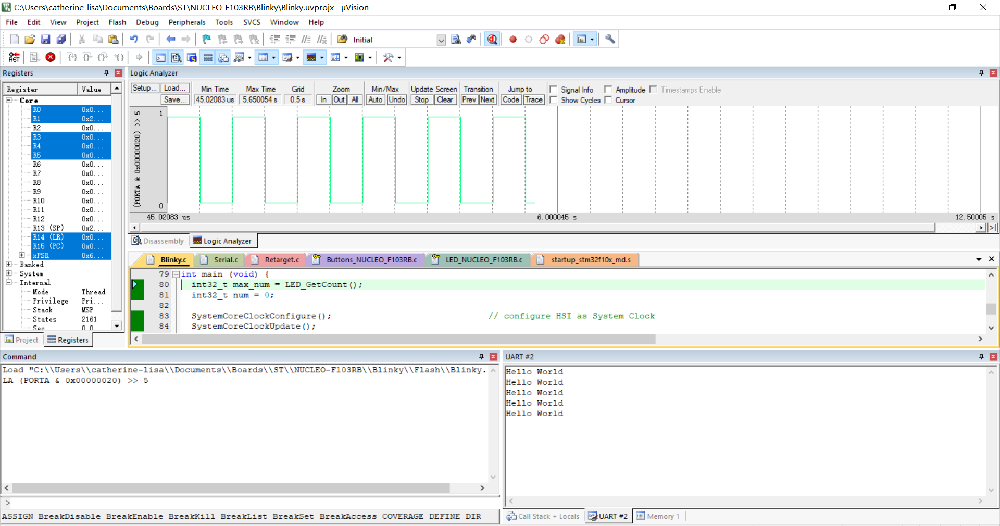 C:\Users\catherine-lisa\Documents\Boards\ST\NUCLEO-F103RB\Blinky\Blinky.uvprojx - µVision
File Edit View Project Flash Debug Peripherals Tools SVCS Window Help
Initial
RST
Registers
Register Value
Core
R0 0x0...
R1 0x2...
R2 0x0...
R3 0x0...
R4 0x0...
R5 0x0...
R6 0x0...
R7 0x0...
R8 0x0...
R9 0x0...
R10 0x0...
R11 0x0...
R12 0x0...
R13 (SP) 0x2...
R14 (LR) 0x0...
R15 (PC) 0x0...
xPSR 0x6...
Banked
System
Internal
Mode Thread
Privilege Pri...
Stack MSP
States 2161
Project Registers
Logic Analyzer
Setup... Load... Min Time Max Time Grid Zoom Min/Max Update Screen Transition Jump to Signal Info Amplitude Timestamps Enable
Save... 45.02083 us 5.650054 s 0.5 s In Out All Auto Undo Stop Clear Prev Next Code Trace Show Cycles Cursor
(PORTA & 0x00000020) >> 5
1
0
45.02083 us 6.000045 s 12.50005 s
Disassembly Logic Analyzer
Blinky.c Serial.c Retarget.c Buttons_NUCLEO_F103RB.c LED_NUCLEO_F103RB.c startup_stm32f10x_md.s
79 int main (void) {
80 int32_t max_num = LED_GetCount();
81 int32_t num = 0;
82
83 SystemCoreClockConfigure(); // configure HSI as System Clock
84 SystemCoreClockUpdate();
Command
Load "C:\\Users\\catherine-lisa\\Documents\\Boards\\ST\\NUCLEO-F103RB\\Blinky\\Flash\\Blinky.
LA (PORTA & 0x00000020) >> 5
>
ASSIGN BreakDisable BreakEnable BreakKill BreakList BreakSet BreakAccess COVERAGE DEFINE DIR
UART #2
Hello World
Hello World
Hello World
Hello World
Hello World
Call Stack + Locals UART #2 Memory 1